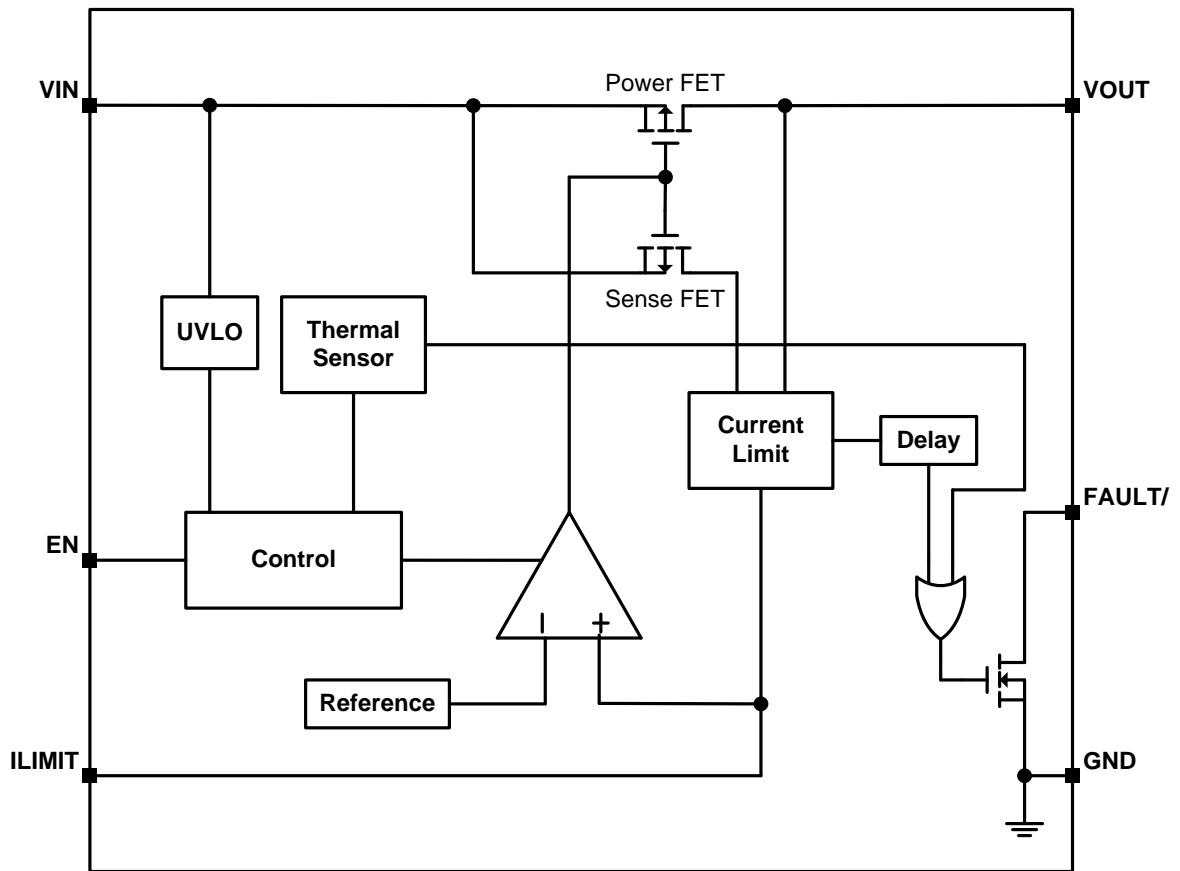 Power FET
VIN
VOUT
Sense FET
UVLO
Thermal
Sensor
Current
Limit
Delay
FAULT/
EN
Control
Reference
ILIMIT
GND